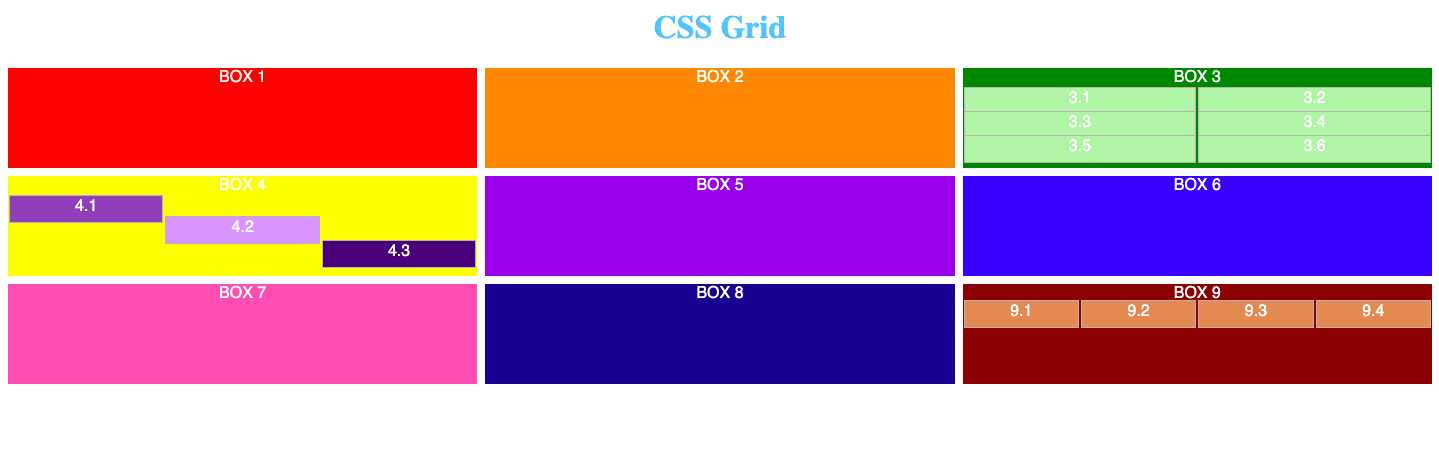 CSS Grid
BOX 1
BOX 2
BOX 3
3.1
3.2
3.3
3.4
3.5
3.6
BOX 4
4.1
4.2
4.3
BOX 5
BOX 6
BOX 7
BOX 8
BOX 9
9.1
9.2
9.3
9.4